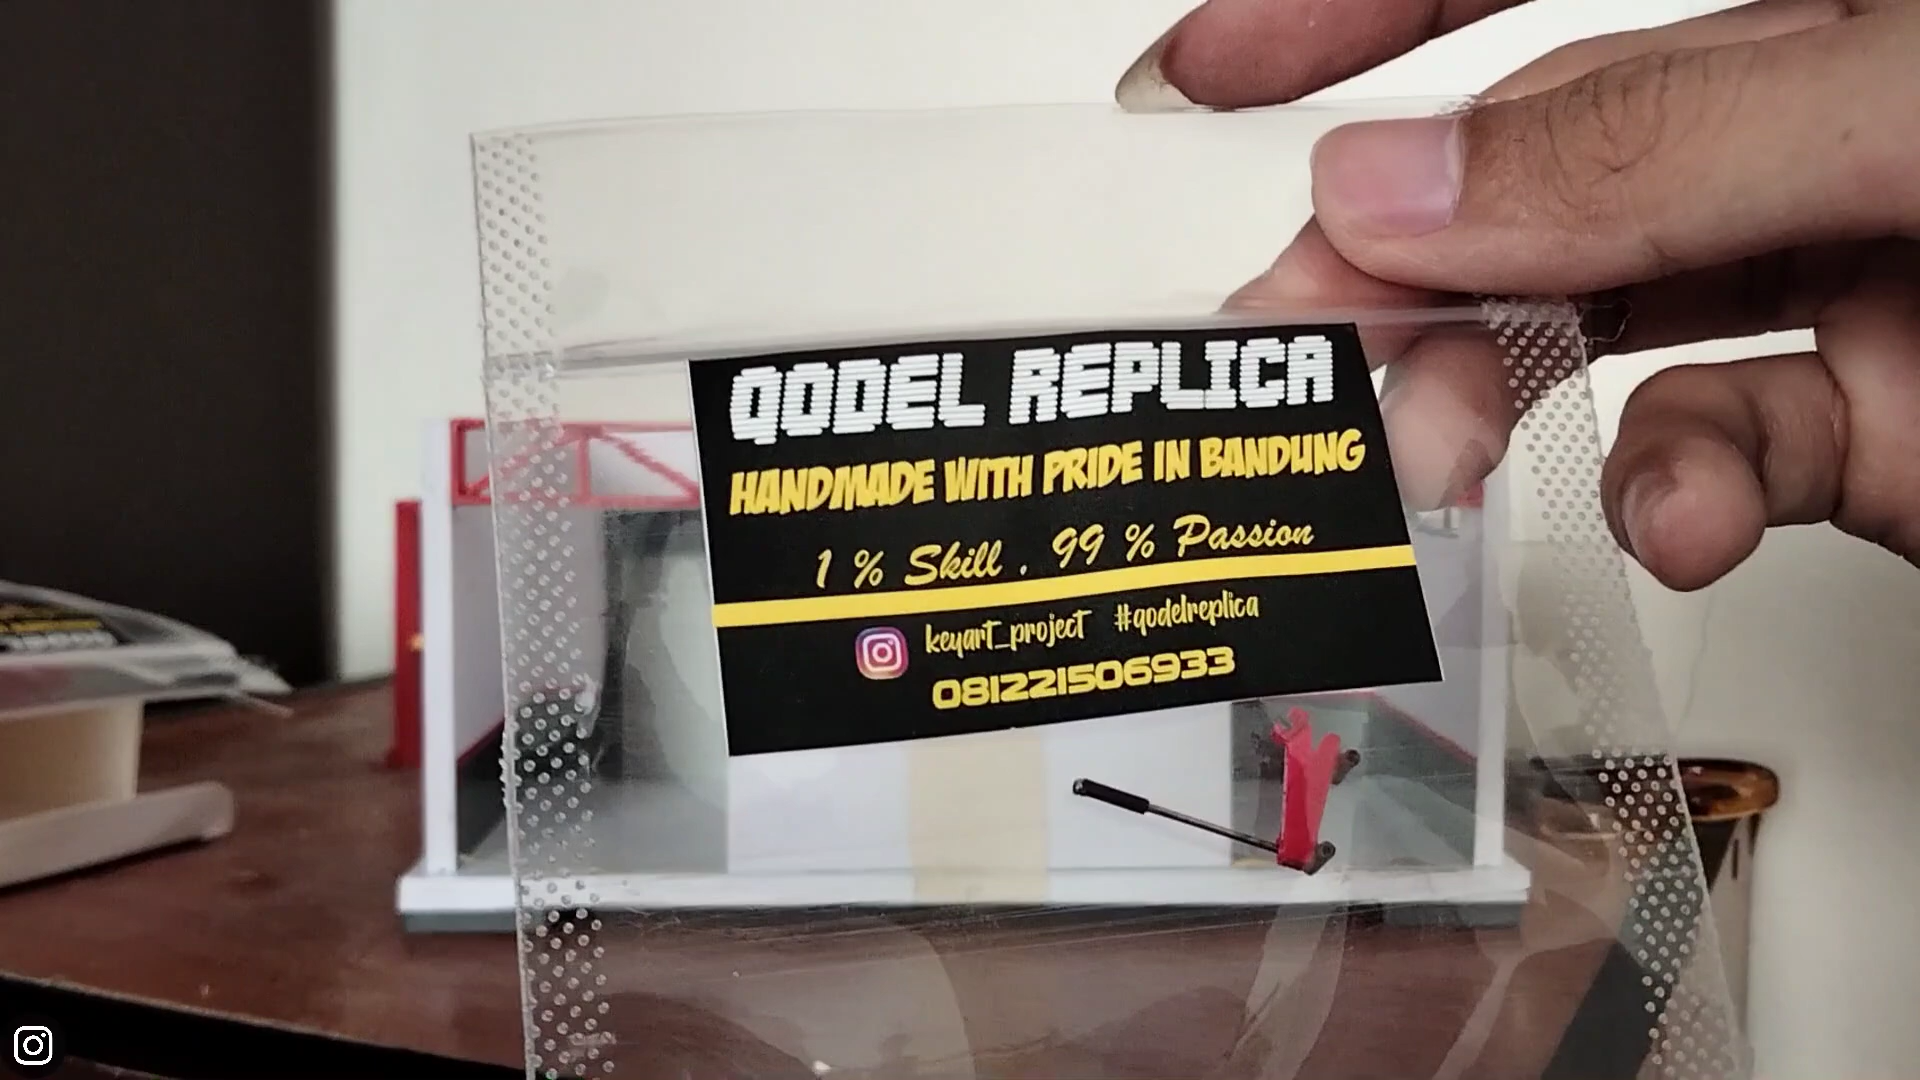 QODEL REPLICA
HANDMADE WITH PRIDE IN BANDUNG
1 % Skill . 99 % Passion
keyart_project #qodelreplica
081221506933